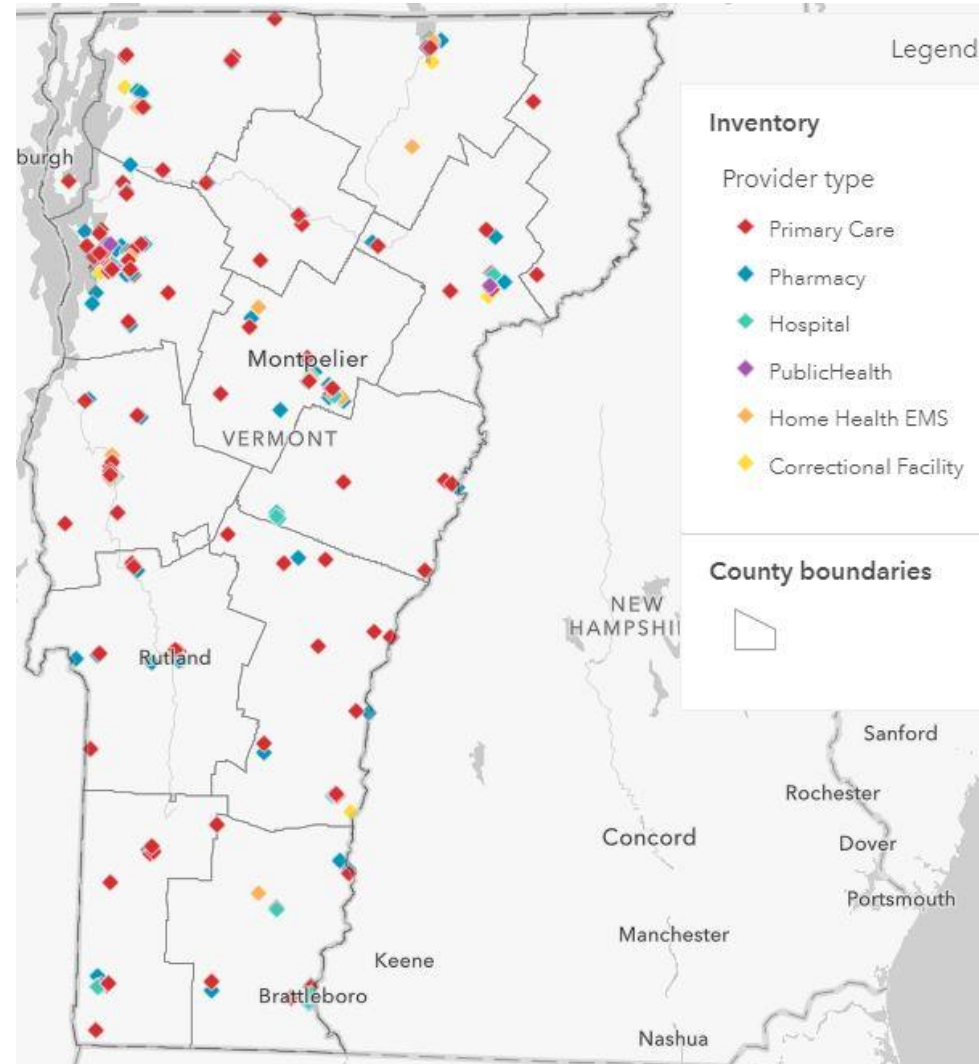 Legend
Inventory
Provider type
Primary Care
Pharmacy
Hospital
PublicHealth
Home Health EMS
Correctional Facility
County boundaries
burgh
Montpelier
VERMONT
NEW
HAMPSHI
Rutland
Sanford
Rochester
Concord
Dover
Portsmouth
Manchester
Keene
Brattleboro
Nashua